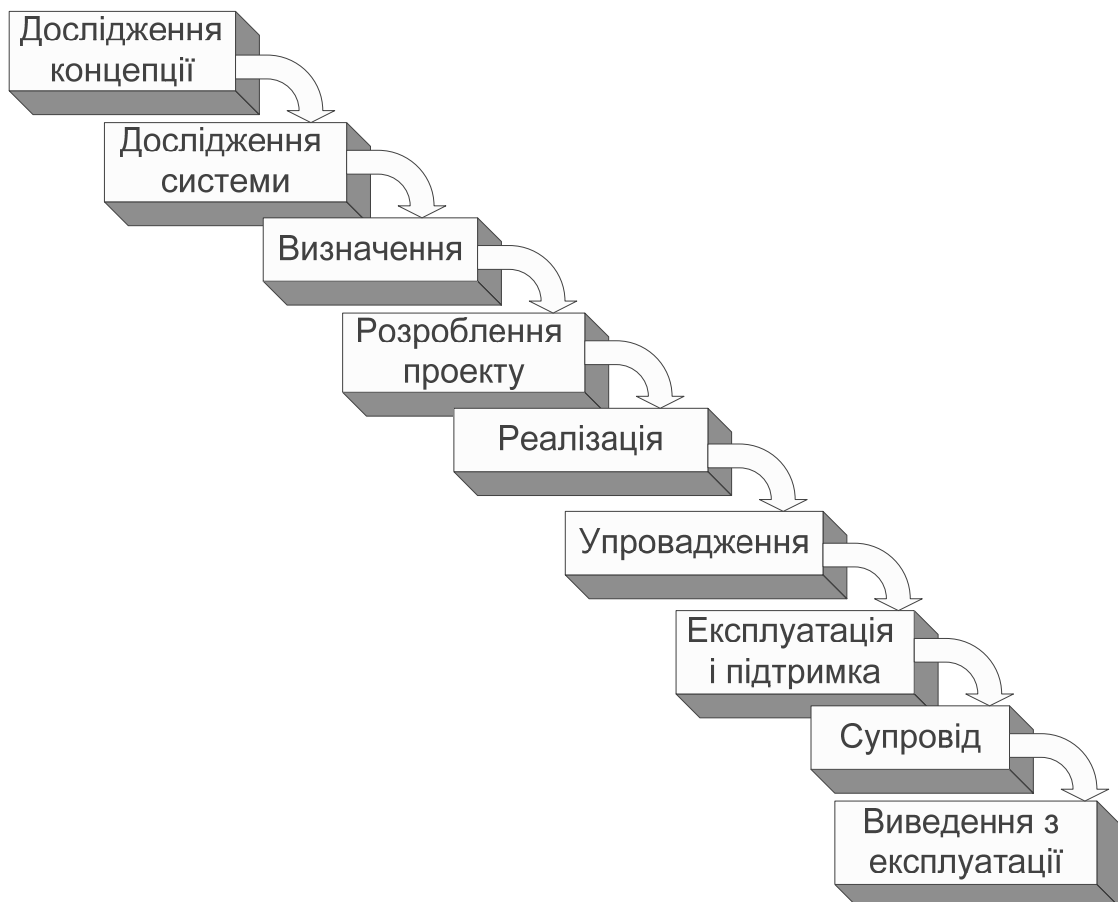 Дослідження
концепції
Дослідження
системи
Визначення
Розроблення
проекту
Реалізація
Упровадження
Експлуатація
і підтримка
Супровід
Виведення з
експлуатації